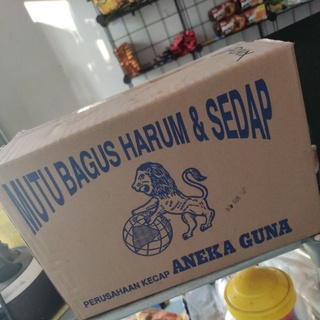 MUTU BAGUS HARUM & SEDAP
PERUSAHAAN KECAP ANEKA GUNA